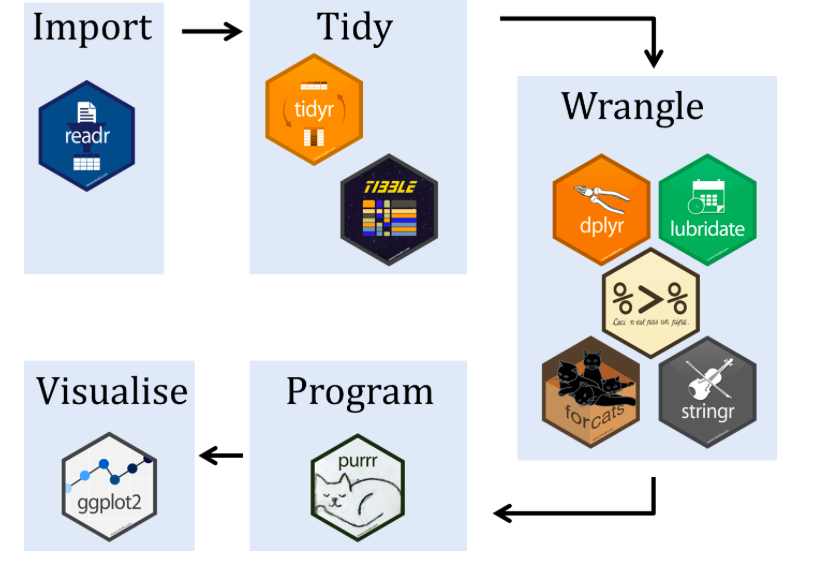 Import
readr
Tidy
tidyr
TIBBLE
Wrangle
dplyr
lubridate
%>%
Ceci n'est pas un pipe.
forcats
stringr
Program
purrr
Visualise
ggplot2